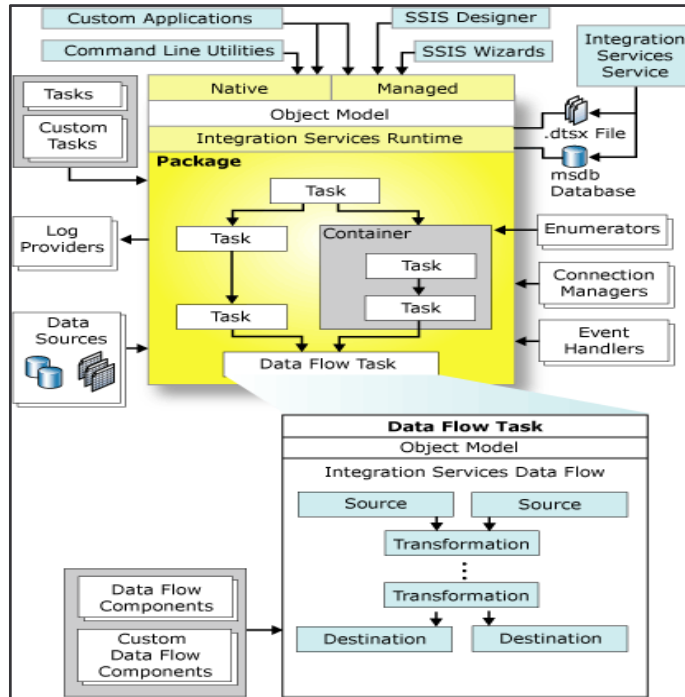 Custom Applications
SSIS Designer
Command Line Utilities
SSIS Wizards
Integration
Services
Service
Tasks
Custom
Tasks
Native
Managed
Object Model
Integration Services Runtime
.dtsx File
msdb
Database
Package
Task
Log
Providers
Task
Container
Task
Task
Task
Enumerators
Connection
Managers
Event
Handlers
Data
Sources
Data Flow Task
Data Flow Task
Object Model
Integration Services Data Flow
Source
Source
Transformation
Transformation
Destination
Destination
Data Flow
Components
Custom
Data Flow
Components